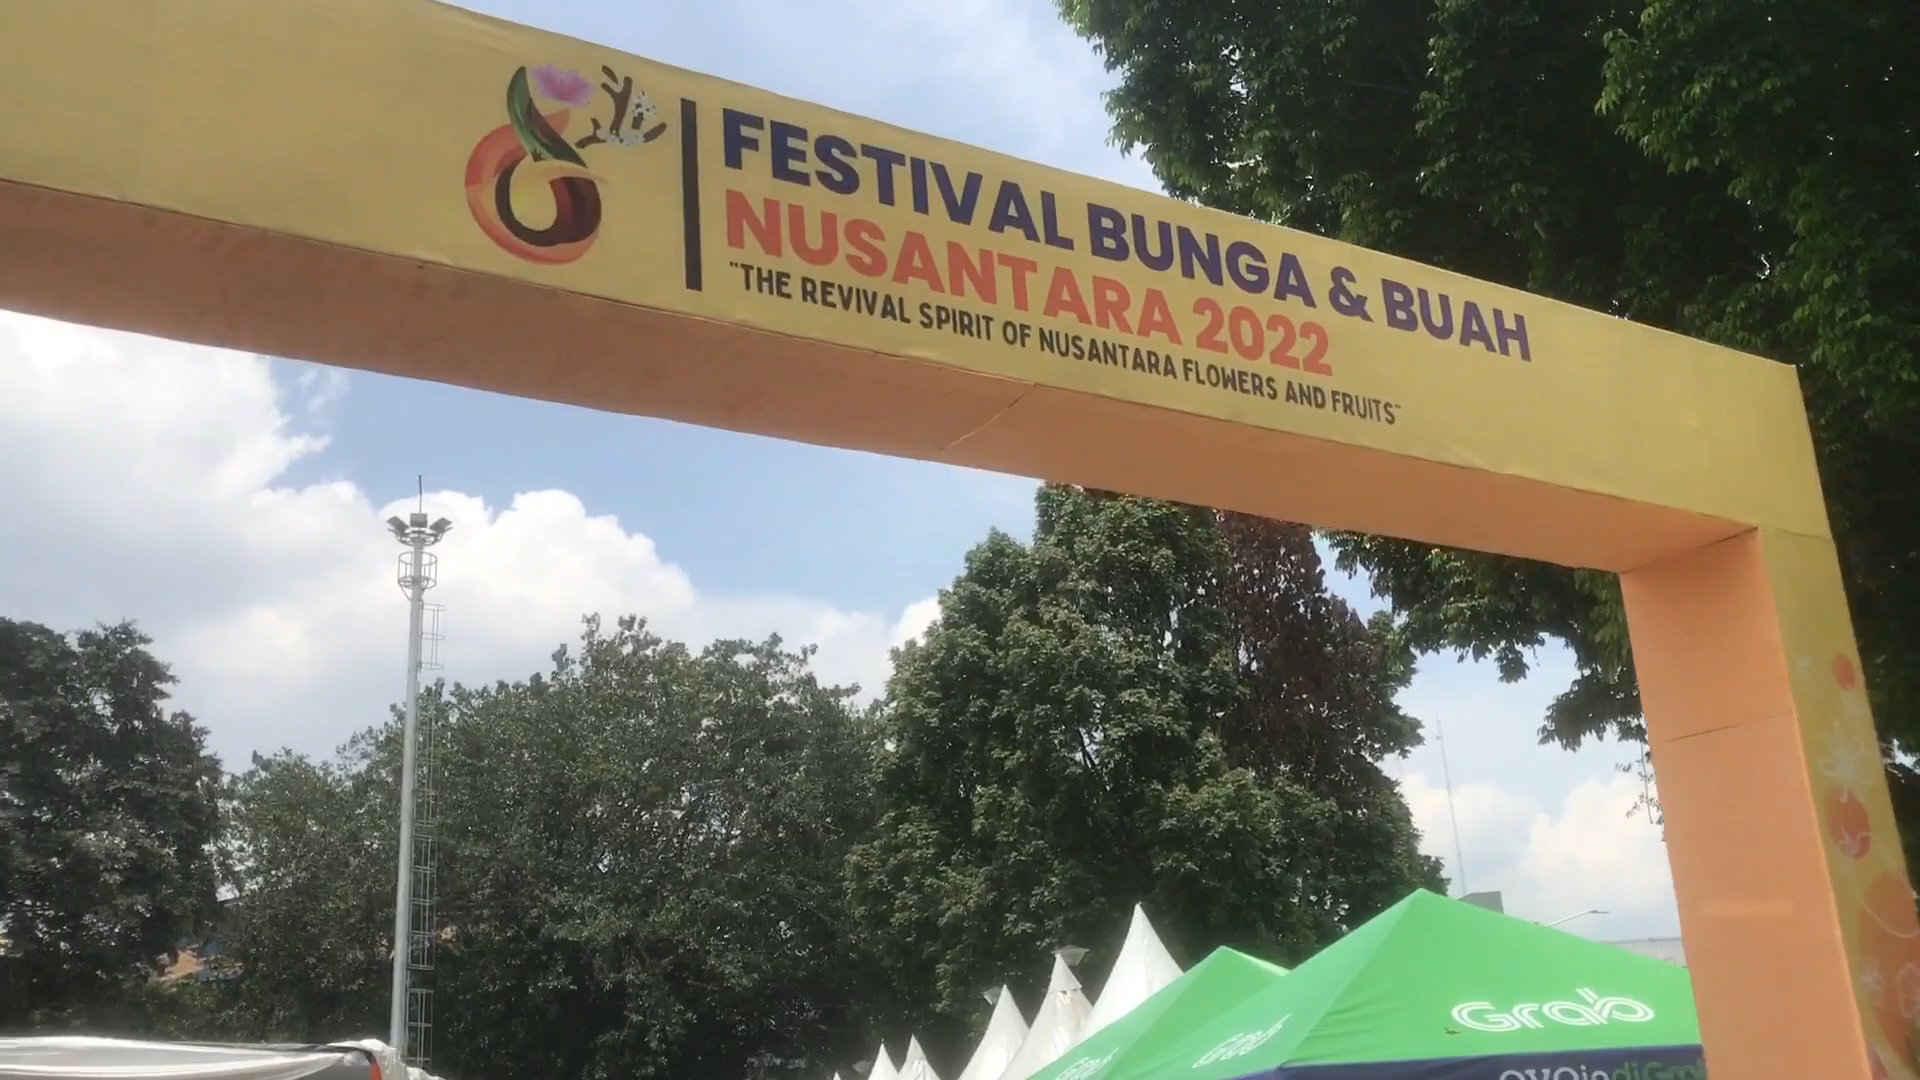 FESTIVAL BUNGA & BUAH
NUSANTARA 2022
"THE REVIVAL SPIRIT OF NUSANTARA FLOWERS AND FRUITS"
Grab
Grab
Grab